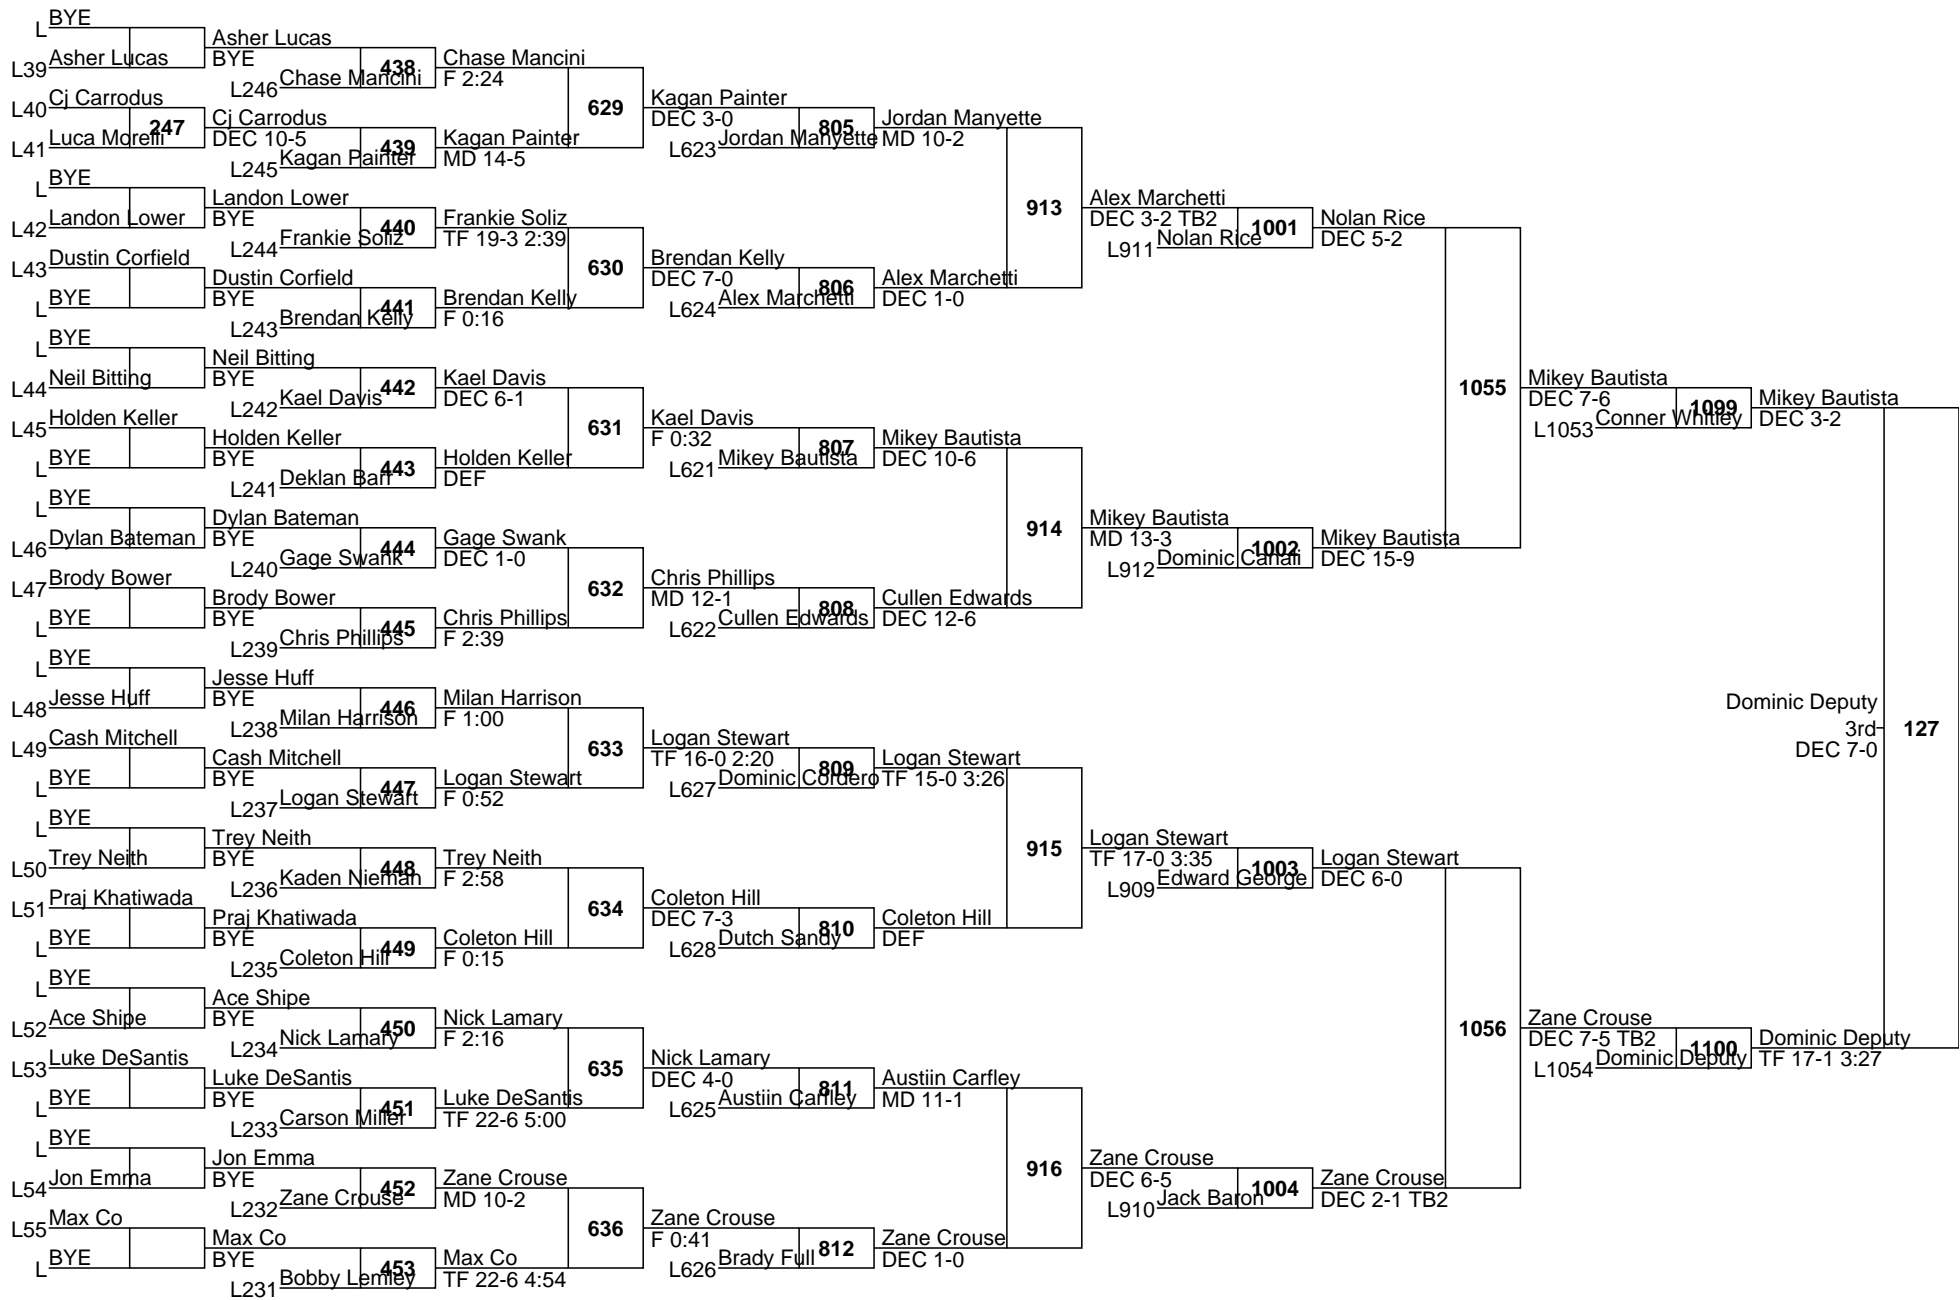 L BYE
L39 Asher Lucas
Asher Lucas
BYE
L246 Chase Mancini
438
Chase Mancini
F 2:24
L40 Cj Carrodus
L41 Luca Morelli
247
Cj Carrodus
DEC 10-5
L245 Kagan Painter
439
Kagan Painter
MD 14-5
629
Kagan Painter
DEC 3-0
L623 Jordan Manyette
805
Jordan Manyette
MD 10-2
L BYE
L42 Landon Lower
Landon Lower
BYE
L244 Frankie Soliz
440
Frankie Soliz
TF 19-3 2:39
L43 Dustin Corfield
L BYE
Dustin Corfield
BYE
L243 Brendan Kelly
441
Brendan Kelly
F 0:16
630
Brendan Kelly
DEC 7-0
L624 Alex Marchetti
806
Alex Marchetti
DEC 1-0
913
Alex Marchetti
DEC 3-2 TB2
L911 Nolan Rice
1001
Nolan Rice
DEC 5-2
L BYE
L44 Neil Bitting
Neil Bitting
BYE
L242 Kael Davis
442
Kael Davis
DEC 6-1
L45 Holden Keller
L BYE
Holden Keller
BYE
L241 Deklan Barr
443
Holden Keller
DEF
631
Kael Davis
F 0:32
L621 Mikey Bautista
807
Mikey Bautista
DEC 10-6
L BYE
L46 Dylan Bateman
Dylan Bateman
BYE
L240 Gage Swank
444
Gage Swank
DEC 1-0
L47 Brody Bower
L BYE
Brody Bower
BYE
L239 Chris Phillips
445
Chris Phillips
F 2:39
632
Chris Phillips
MD 12-1
L622 Cullen Edwards
808
Cullen Edwards
DEC 12-6
914
Mikey Bautista
MD 13-3
L912 Dominic Canali
1002
Mikey Bautista
DEC 15-9
1055
Mikey Bautista
DEC 7-6
L1053 Conner Whitley
1099
Mikey Bautista
DEC 3-2
L BYE
L48 Jesse Huff
Jesse Huff
BYE
L238 Milan Harrison
446
Milan Harrison
F 1:00
L49 Cash Mitchell
L BYE
Cash Mitchell
BYE
L237 Logan Stewart
447
Logan Stewart
F 0:52
633
Logan Stewart
TF 16-0 2:20
L627 Dominic Cordero
809
Logan Stewart
TF 15-0 3:26
L BYE
L50 Trey Neith
Trey Neith
BYE
L236 Kaden Nieman
448
Trey Neith
F 2:58
L51 Praj Khatiwada
L BYE
Praj Khatiwada
BYE
L235 Coleton Hill
449
Coleton Hill
F 0:15
634
Coleton Hill
DEC 7-3
L628 Dutch Sandy
810
Coleton Hill
DEF
915
Logan Stewart
TF 17-0 3:35
L909 Edward George
1003
Logan Stewart
DEC 6-0
L BYE
L52 Ace Shipe
Ace Shipe
BYE
L234 Nick Lamary
450
Nick Lamary
F 2:16
L53 Luke DeSantis
L BYE
Luke DeSantis
BYE
L233 Carson Miller
451
Luke DeSantis
TF 22-6 5:00
635
Nick Lamary
DEC 4-0
L625 Austiin Carfley
811
Austiin Carfley
MD 11-1
L BYE
L54 Jon Emma
Jon Emma
BYE
L232 Zane Crouse
452
Zane Crouse
MD 10-2
L55 Max Co
L BYE
Max Co
BYE
L231 Bobby Lemley
453
Max Co
TF 22-6 4:54
636
Zane Crouse
F 0:41
L626 Brady Full
812
Zane Crouse
DEC 1-0
916
Zane Crouse
DEC 6-5
L910 Jack Baron
1004
Zane Crouse
DEC 2-1 TB2
1056
Zane Crouse
DEC 7-5 TB2
L1054 Dominic Deputy
1100
Dominic Deputy
TF 17-1 3:27
Dominic Deputy
3rd
DEC 7-0
127